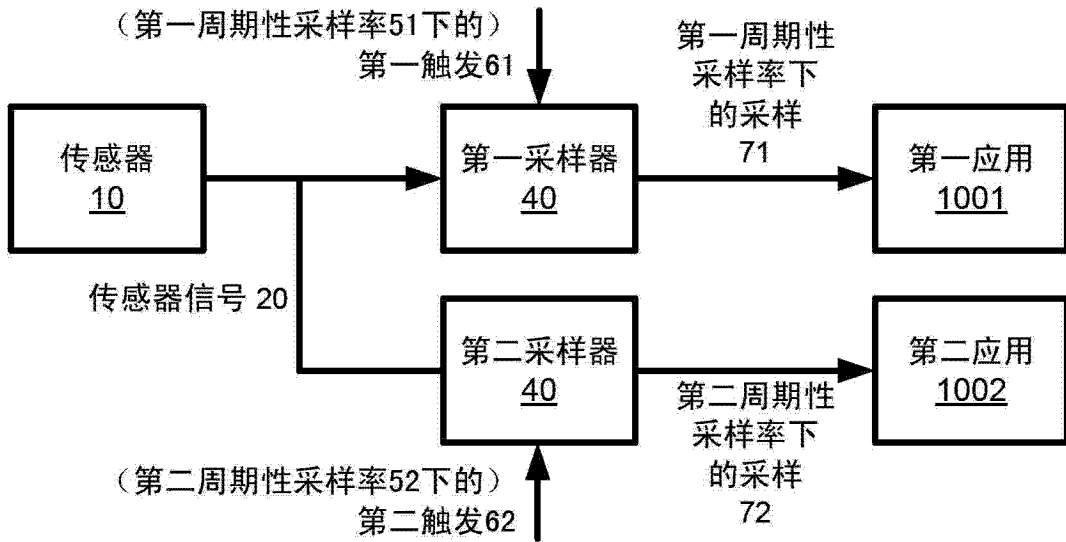 （第一周期性采样率51下的）
第一触发61
第一周期性
采样率下
的采样
71
传感器
10
第一采样器
40
第一应用
1001
传感器信号 20
第二采样器
40
第二应用
1002
第二周期性
采样率下
的采样
72
（第二周期性采样率52下的）
第二触发62